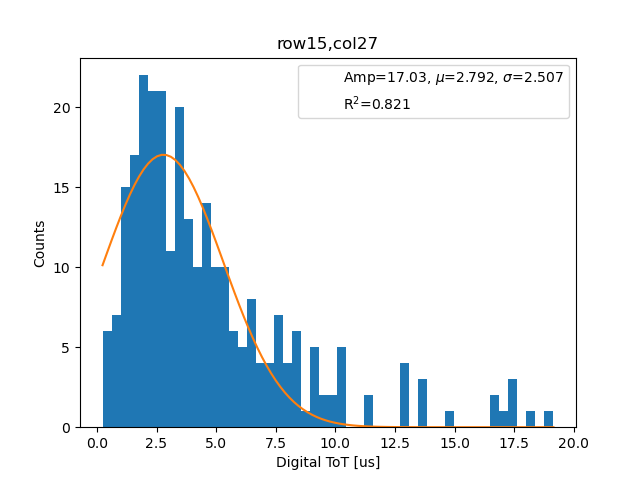 row15,col27
Amp=17.03, μ=2.792, σ=2.507
R²=0.821
Counts
20
15
10
5
0
0.0 2.5 5.0 7.5 10.0 12.5 15.0 17.5 20.0
Digital ToT [us]